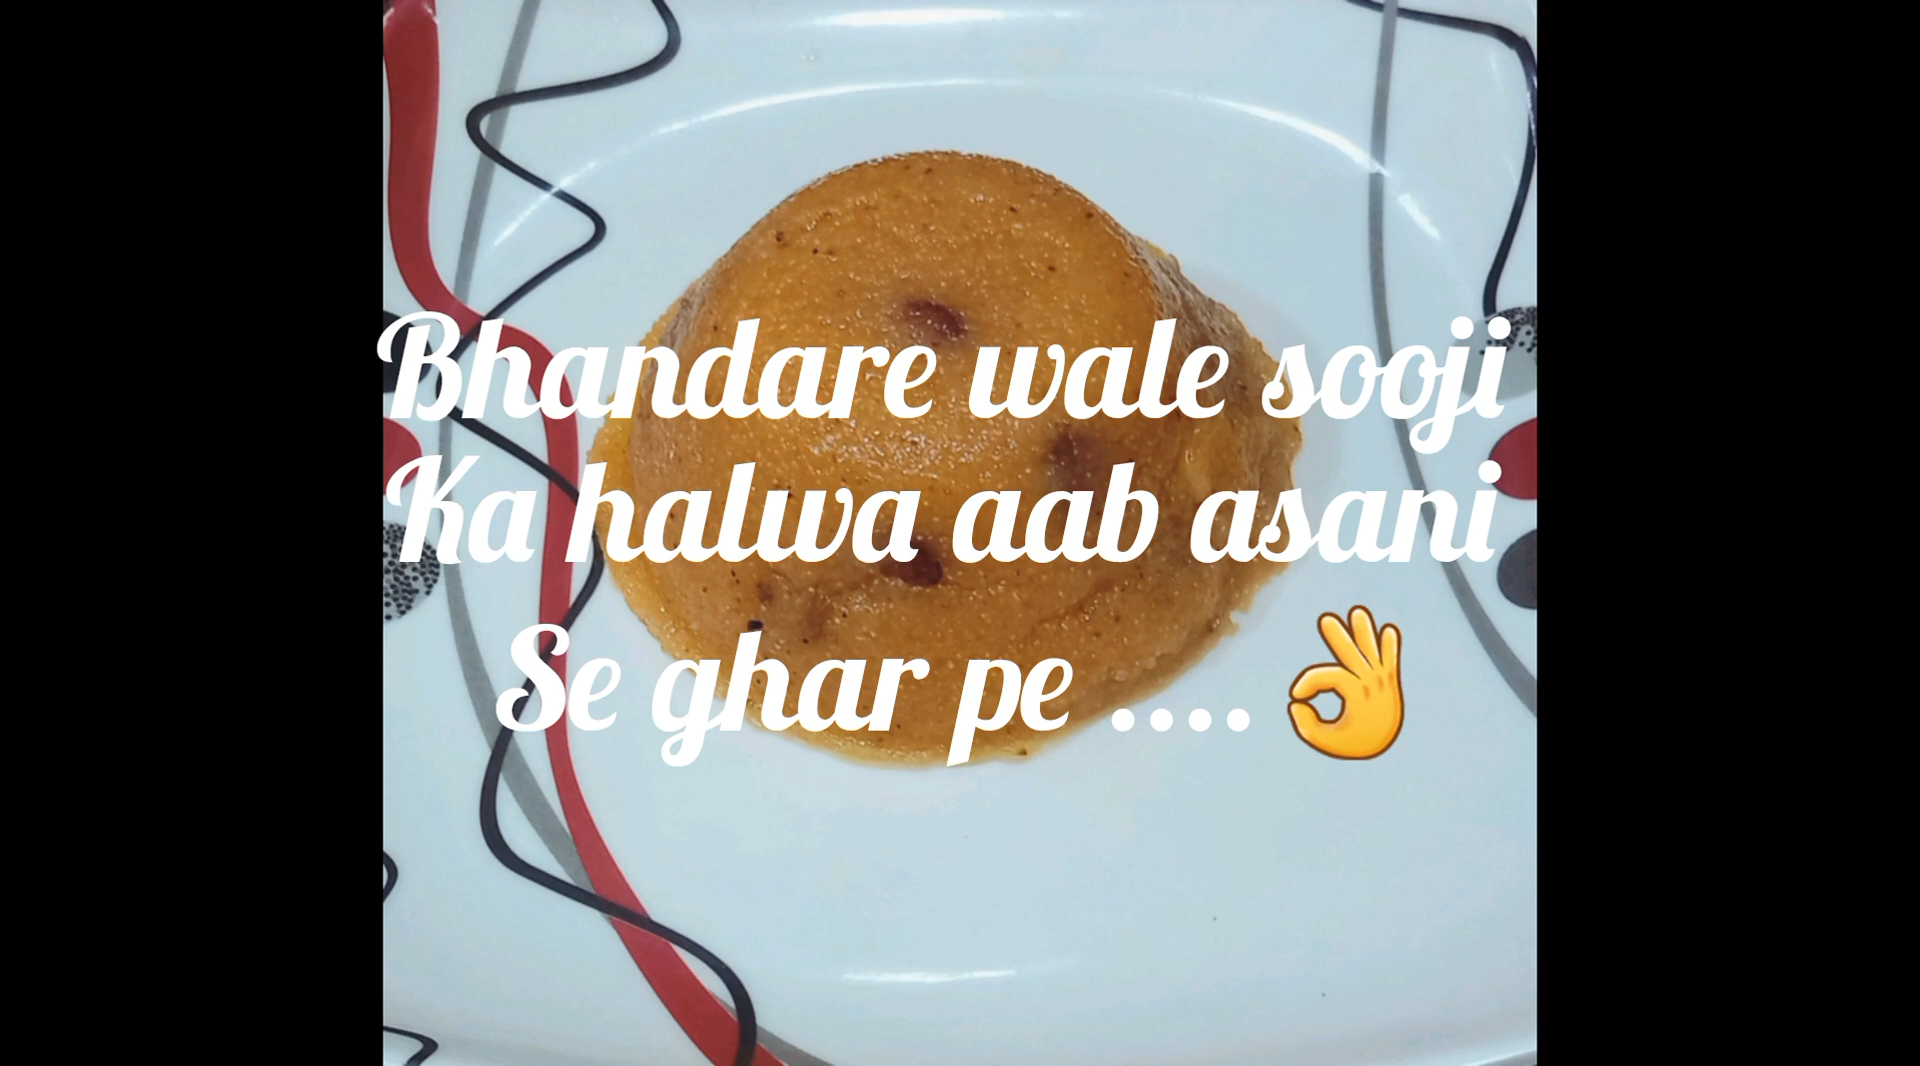 Bhandare wale sooji
Ka halwa aab asani
Se ghar pe .... 👌